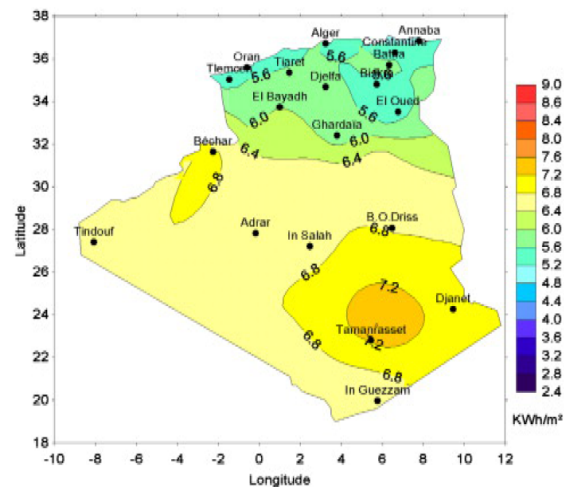 38
36
34
32
30
28
26
24
22
20
18
Latitude
-10 -8 -6 -4 -2 0 2 4 6 8 10 12
Longitude
Annaba
Alger
Constantine
Oran
Tiaret
Batna
Tlemcen
Djelfa
Biskra
El Bayadh
El Oued
Ghardaïa
Béchar
Tindouf
Adrar
In Salah
B.O.Driss
Djanet
Tamanrasset
In Guezzam
5.6
5.6
5.6
5.6
6.0
6.0
6.4
6.4
6.8
6.8
6.8
6.8
6.8
7.2
7.2
9.0
8.4
8.0
7.6
7.2
6.8
6.4
6.0
5.6
5.2
4.8
4.4
4.0
3.6
3.2
2.8
2.4
KWh/m²